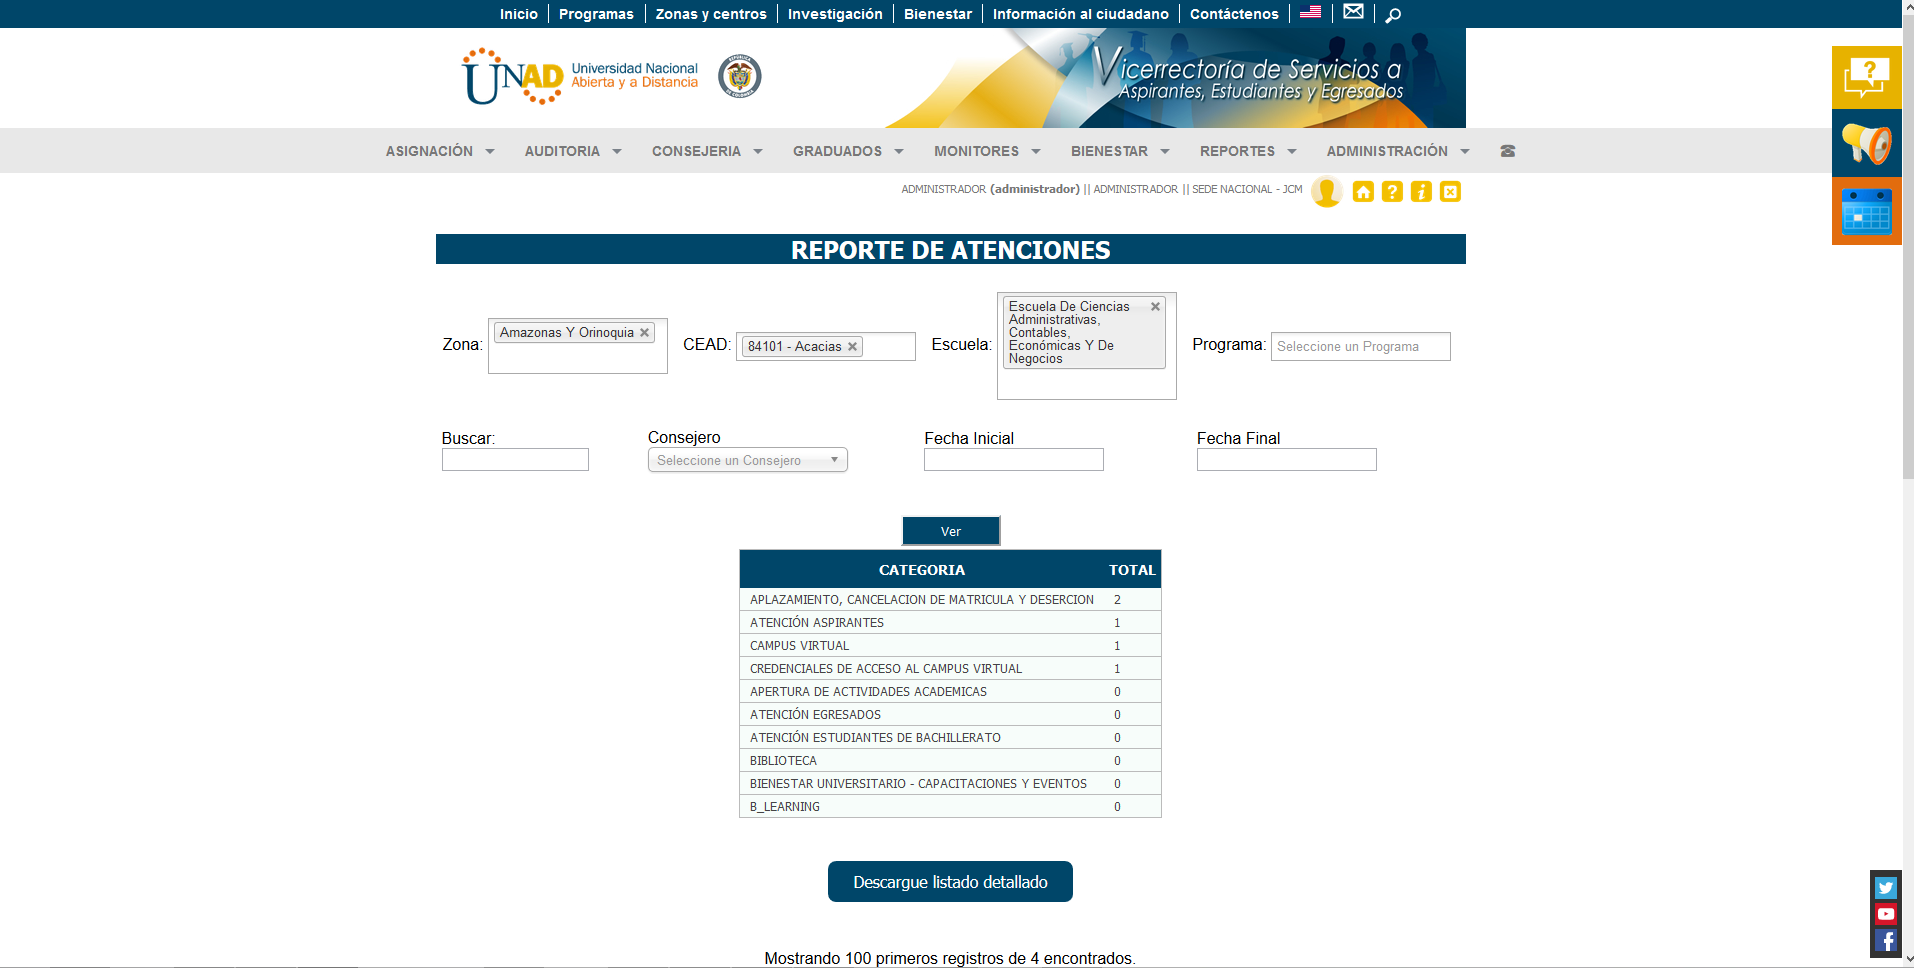 Inicio Programas Zonas y centros Investigación Bienestar Información al ciudadano Contáctenos
UNAD Universidad Nacional
Abierta y a Distancia
Vicerrectoría de Servicios a
Aspirantes, Estudiantes y Egresados
ASIGNACIÓN AUDITORIA CONSEJERIA GRADUADOS MONITORES BIENESTAR REPORTES ADMINISTRACIÓN
ADMINISTRADOR (administrador) || ADMINISTRADOR || SEDE NACIONAL - JCM
REPORTE DE ATENCIONES
Zona: Amazonas Y Orinoquia
CEAD: 84101 - Acacias
Escuela: Escuela De Ciencias
Administrativas,
Contables,
Económicas Y De
Negocios
Programa: Seleccione un Programa
Buscar:
Consejero
Seleccione un Consejero
Fecha Inicial
Fecha Final
Ver
CATEGORIA TOTAL
APLAZAMIENTO, CANCELACION DE MATRICULA Y DESERCION 2
ATENCIÓN ASPIRANTES 1
CAMPUS VIRTUAL 1
CREDENCIALES DE ACCESO AL CAMPUS VIRTUAL 1
APERTURA DE ACTIVIDADES ACADEMICAS 0
ATENCIÓN EGRESADOS 0
ATENCIÓN ESTUDIANTES DE BACHILLERATO 0
BIBLIOTECA 0
BIENESTAR UNIVERSITARIO - CAPACITACIONES Y EVENTOS 0
B_LEARNING 0
Descargue listado detallado
Mostrando 100 primeros registros de 4 encontrados.